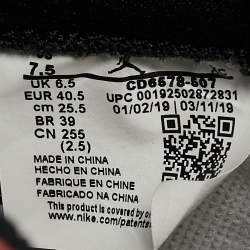 7.5
UK 6.5
EUR 40.5
cm 25.5
BR 39
CN 255
(2.5)
CD6578-507
UPC 00192502872831
01/02/19 03/11/19
MADE IN CHINA
HECHO EN CHINA
FABRIQUE EN CHINE
FABRICADO NA CHINA
This product is covered by
www.nike.com/patents